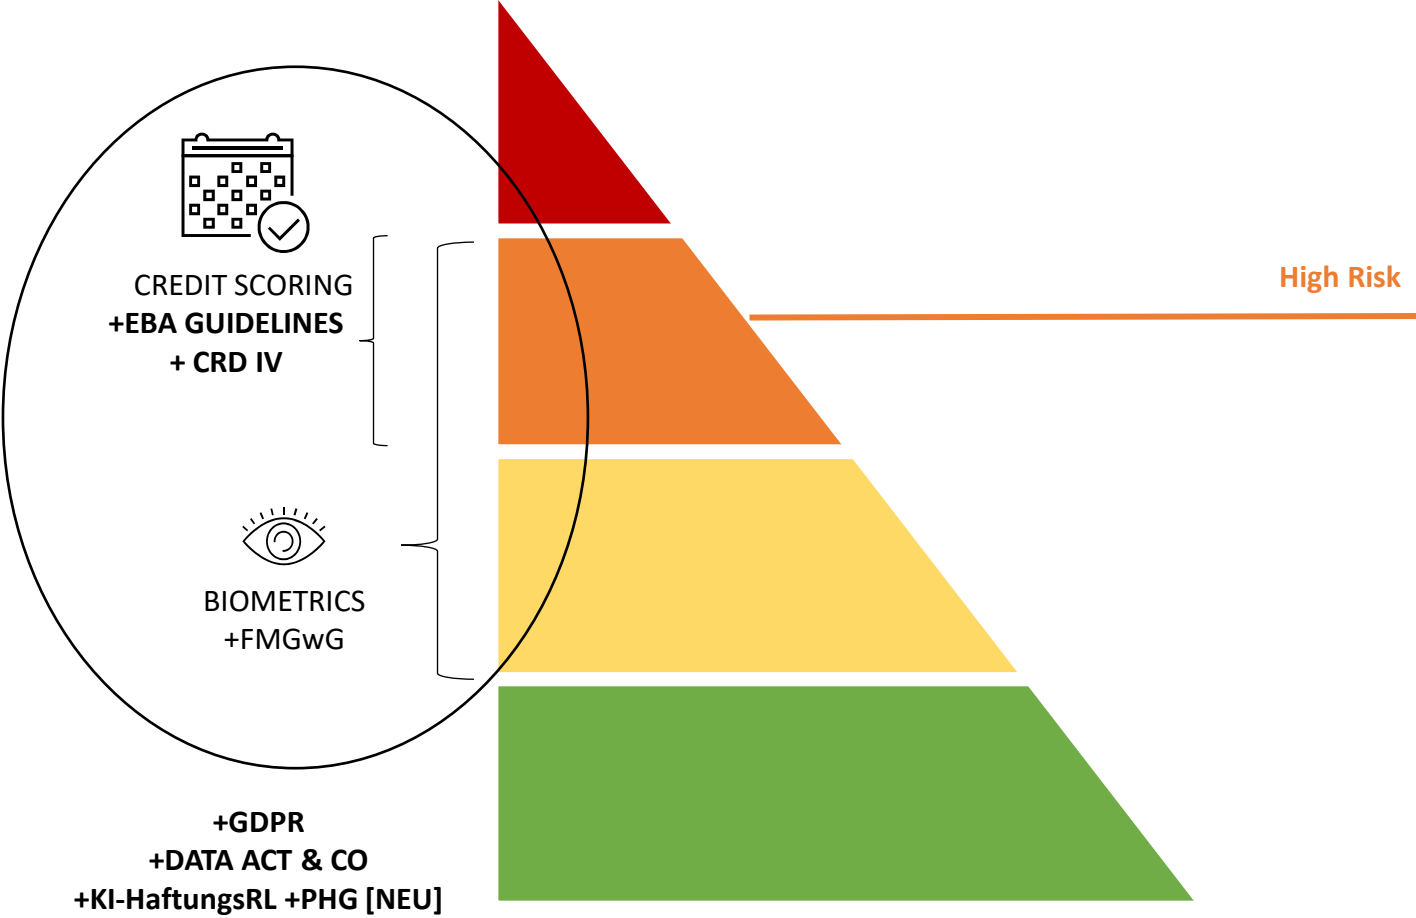 CREDIT SCORING
+EBA GUIDELINES
+ CRD IV
High Risk
BIOMETRICS
+FMGwG
+GDPR
+DATA ACT & CO
+KI-HaftungsRL +PHG [NEU]